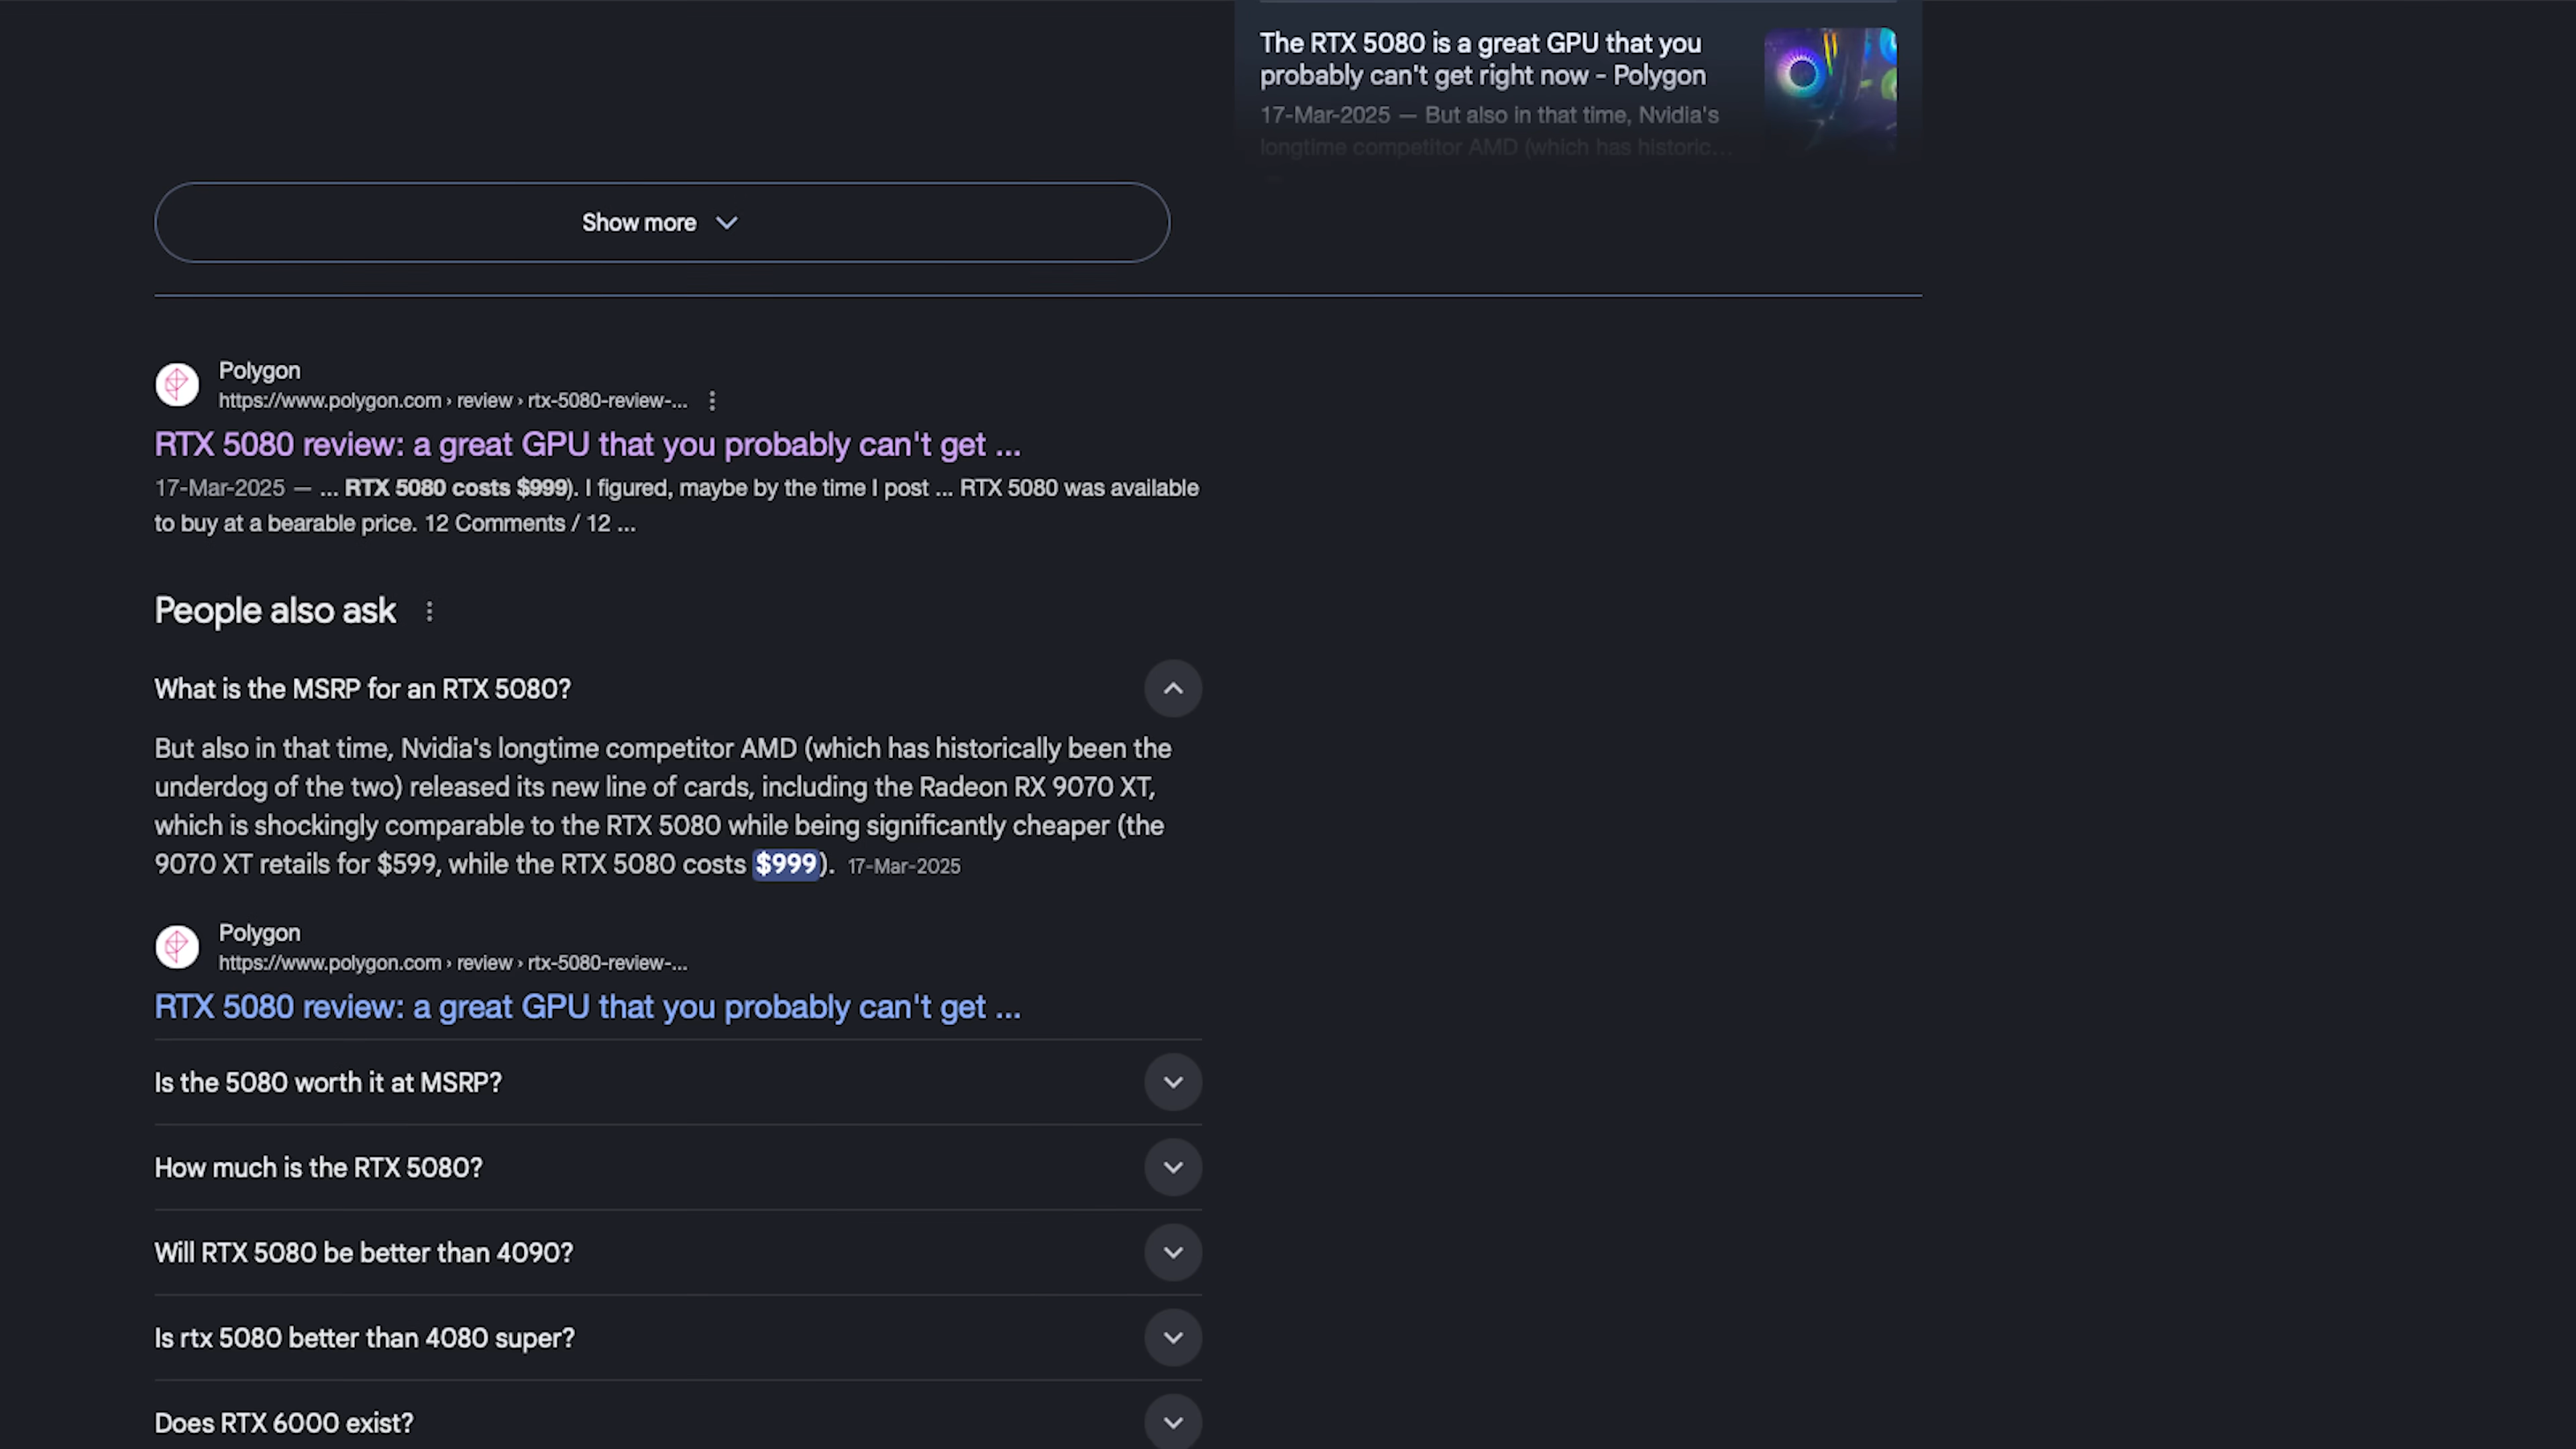 The RTX 5080 is a great GPU that you
probably can't get right now - Polygon
17-Mar-2025 — But also in that time, Nvidia's
longtime competitor AMD (which has historic...
Show more
Polygon
https://www.polygon.com › review › rtx-5080-review-...
RTX 5080 review: a great GPU that you probably can't get ...
17-Mar-2025 — ... RTX 5080 costs $999). I figured, maybe by the time I post ... RTX 5080 was available
to buy at a bearable price. 12 Comments / 12 ...
People also ask
What is the MSRP for an RTX 5080?
But also in that time, Nvidia's longtime competitor AMD (which has historically been the
underdog of the two) released its new line of cards, including the Radeon RX 9070 XT,
which is shockingly comparable to the RTX 5080 while being significantly cheaper (the
9070 XT retails for $599, while the RTX 5080 costs $999). 17-Mar-2025
Polygon
https://www.polygon.com › review › rtx-5080-review-...
RTX 5080 review: a great GPU that you probably can't get ...
Is the 5080 worth it at MSRP?
How much is the RTX 5080?
Will RTX 5080 be better than 4090?
Is rtx 5080 better than 4080 super?
Does RTX 6000 exist?